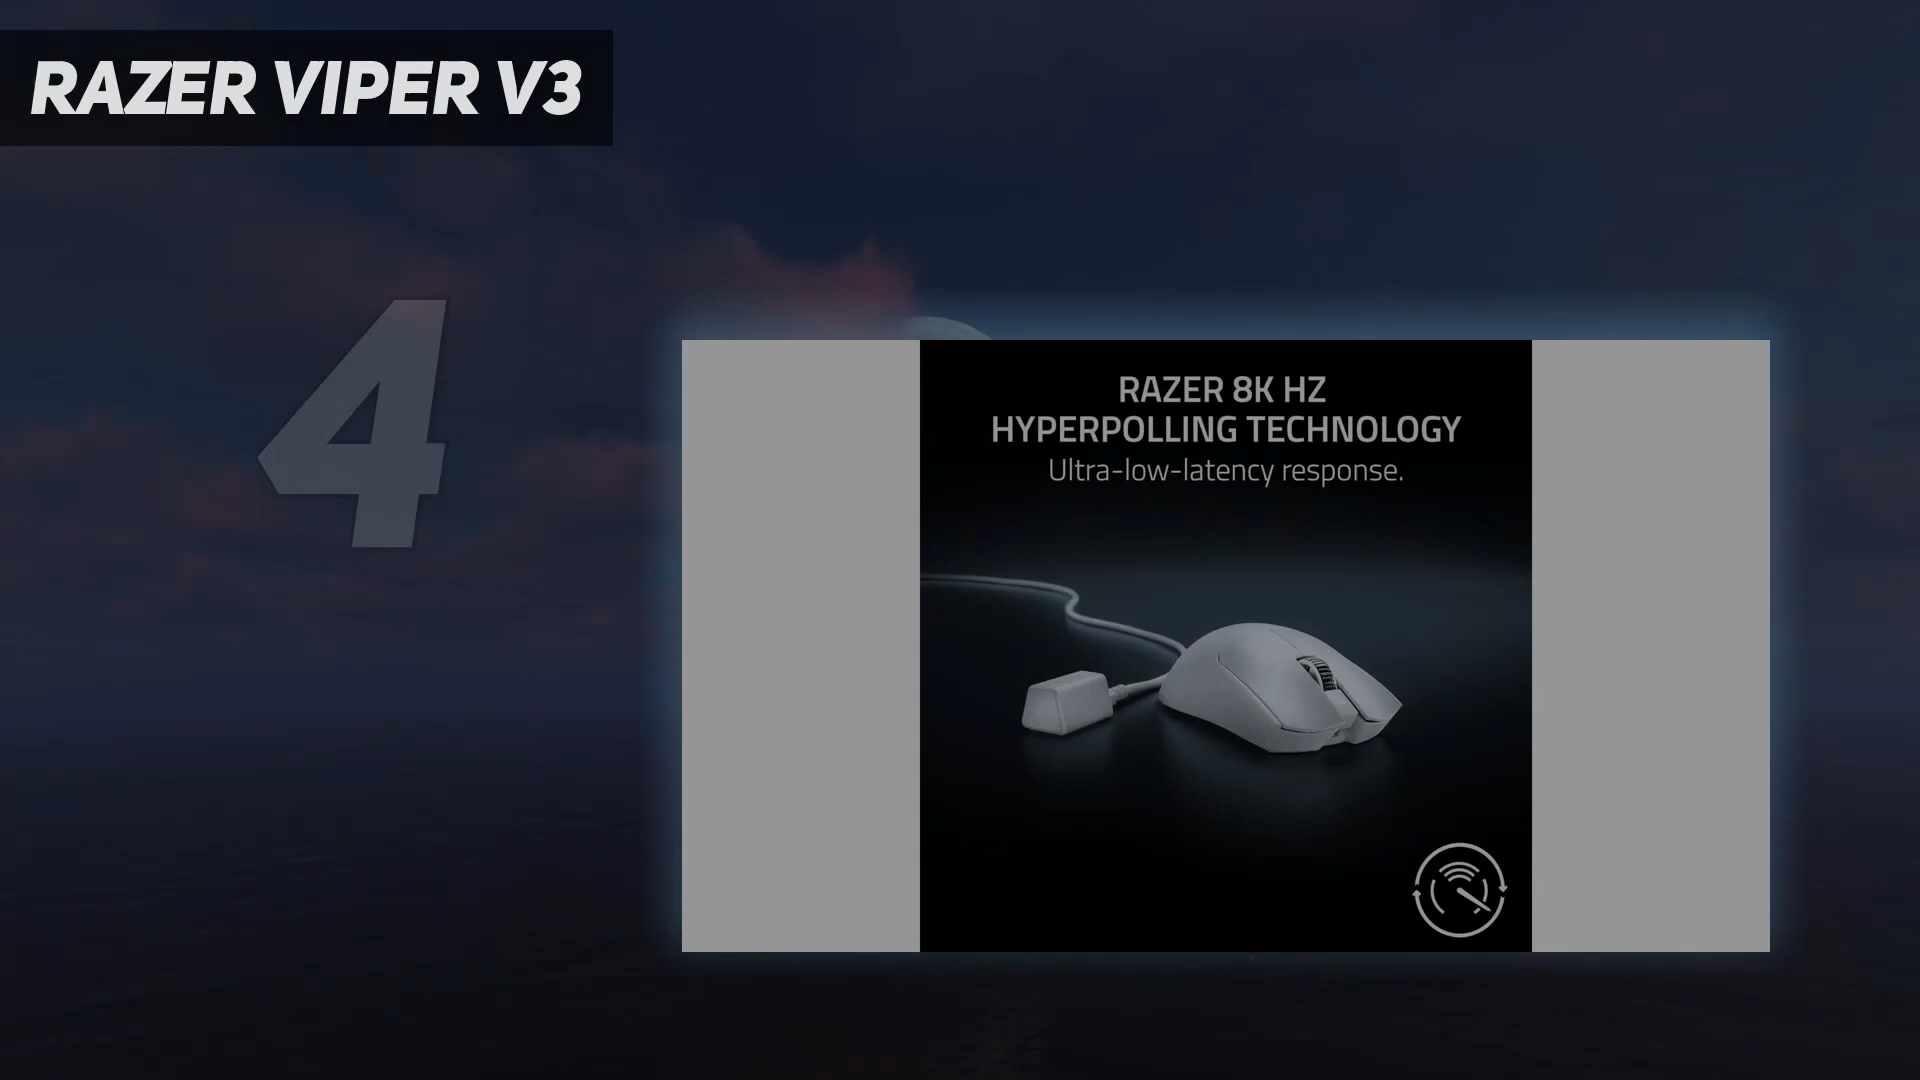 RAZER VIPER V3
4
RAZER 8K HZ
HYPERPOLLING TECHNOLOGY
Ultra-low-latency response.